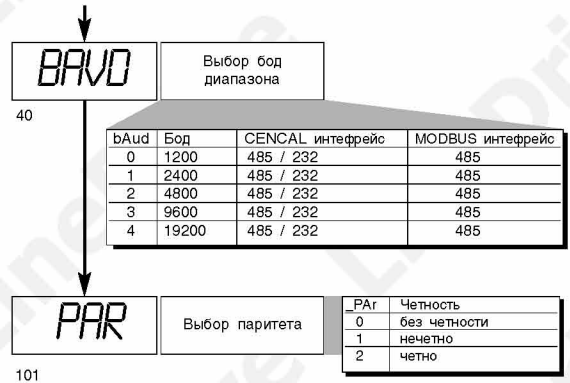 BAVD
Выбор бод
диапазона
40
bAud Бод CENCAL интефрейс MODBUS интефрейс
0 1200 485 / 232 485
1 2400 485 / 232 485
2 4800 485 / 232 485
3 9600 485 / 232 485
4 19200 485 / 232 485
PAR
Выбор паритета
_PAr Четность
0 без четности
1 нечетно
2 четно
101